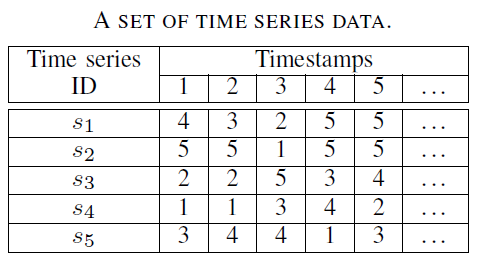 A SET OF TIME SERIES DATA.
Time series ID Timestamps
1 2 3 4 5 ...
s1 4 3 2 5 5 ...
s2 5 5 1 5 5 ...
s3 2 2 5 3 4 ...
s4 1 1 3 4 2 ...
s5 3 4 4 1 3 ...